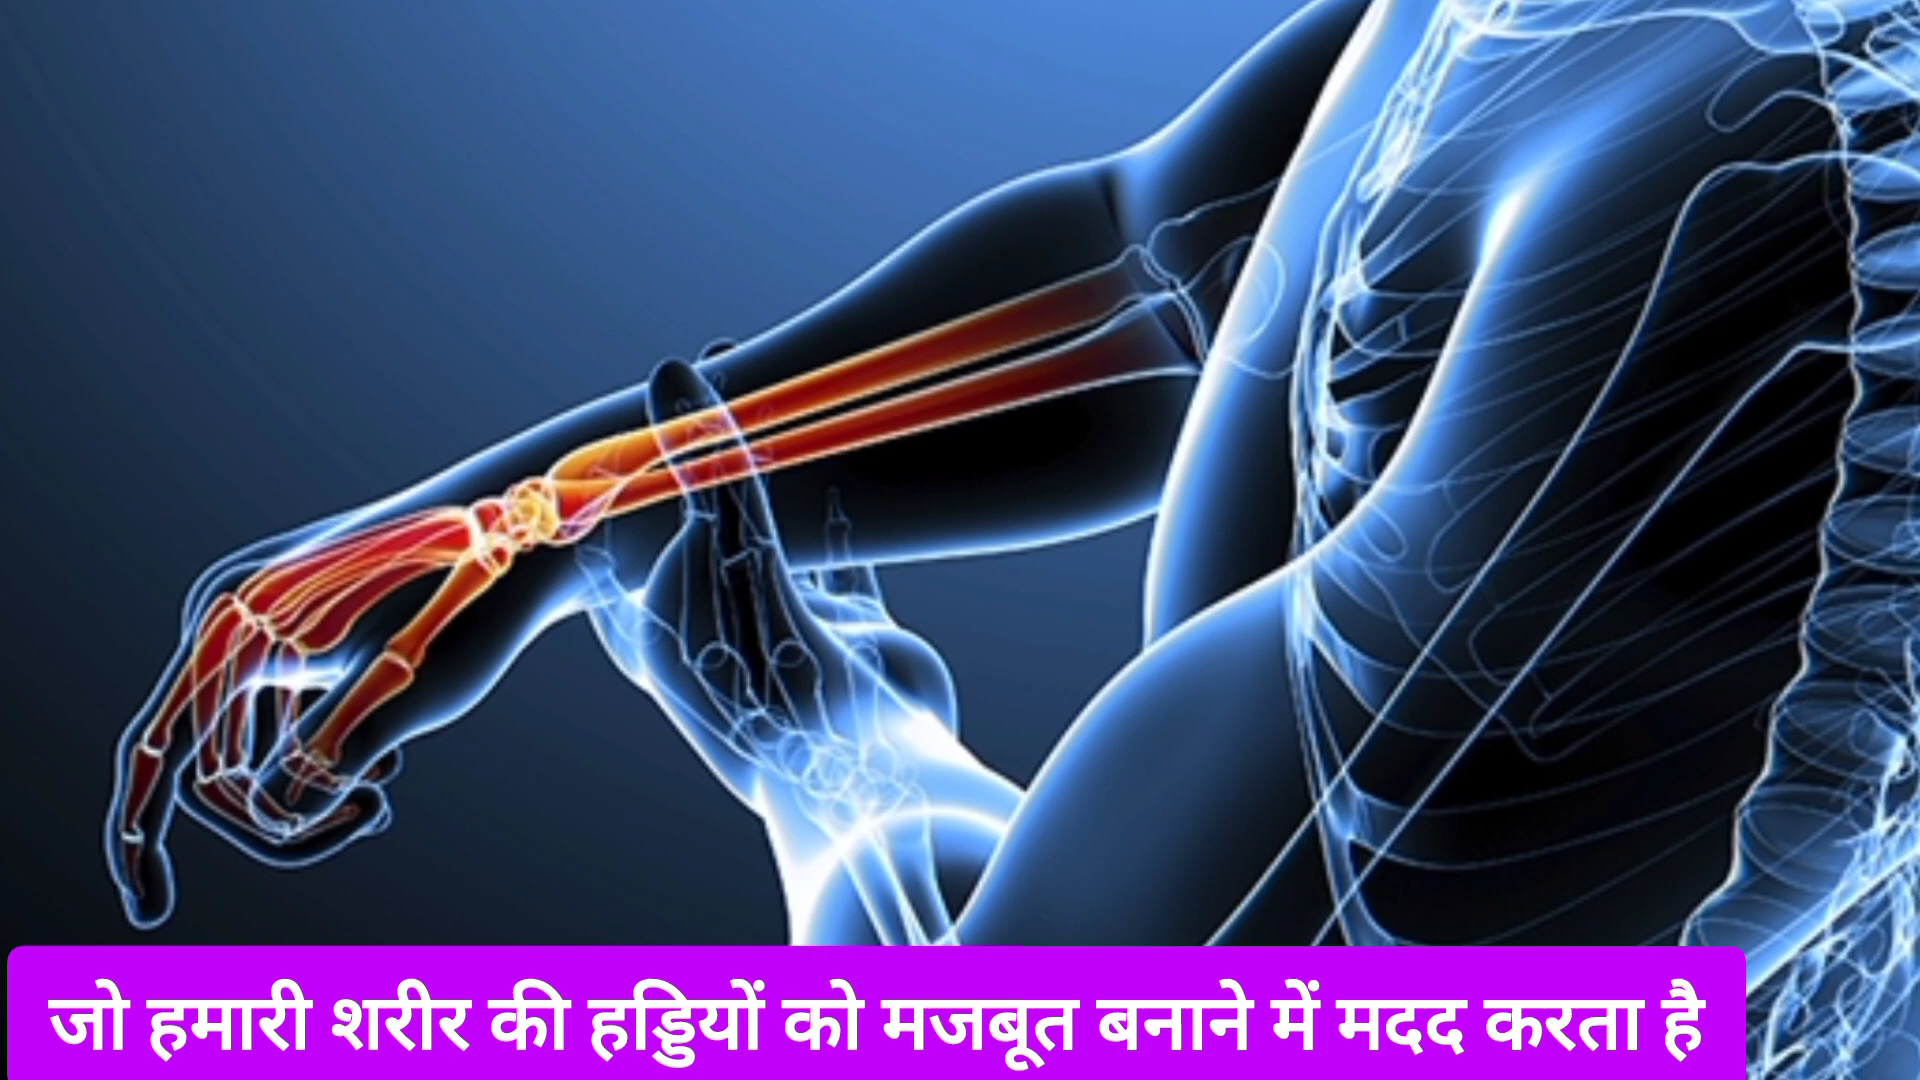 जो हमारी शरीर की हड्डियों को मजबूत बनाने में मदद करता है